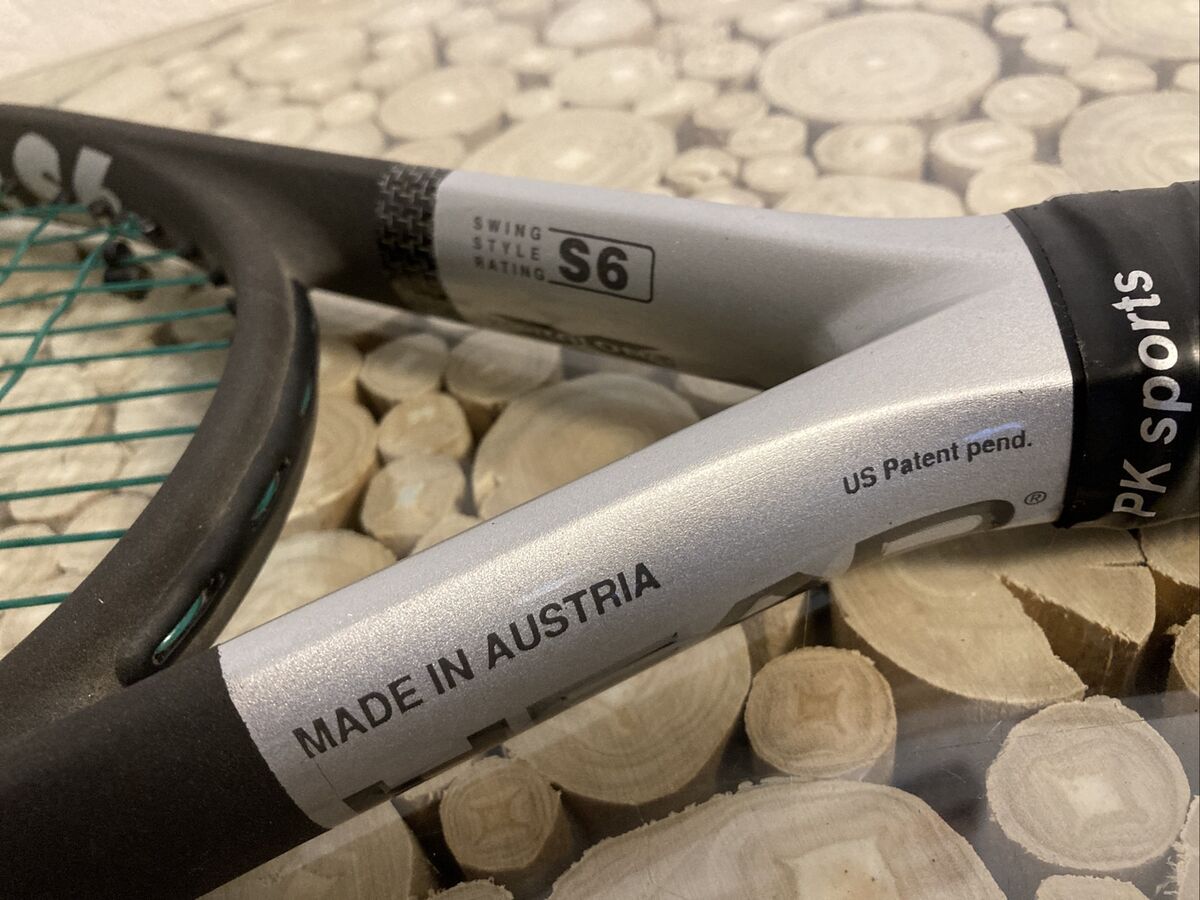 SWING
STYLE
RATING
S6
US Patent pend.
®
MADE IN AUSTRIA
PK sports